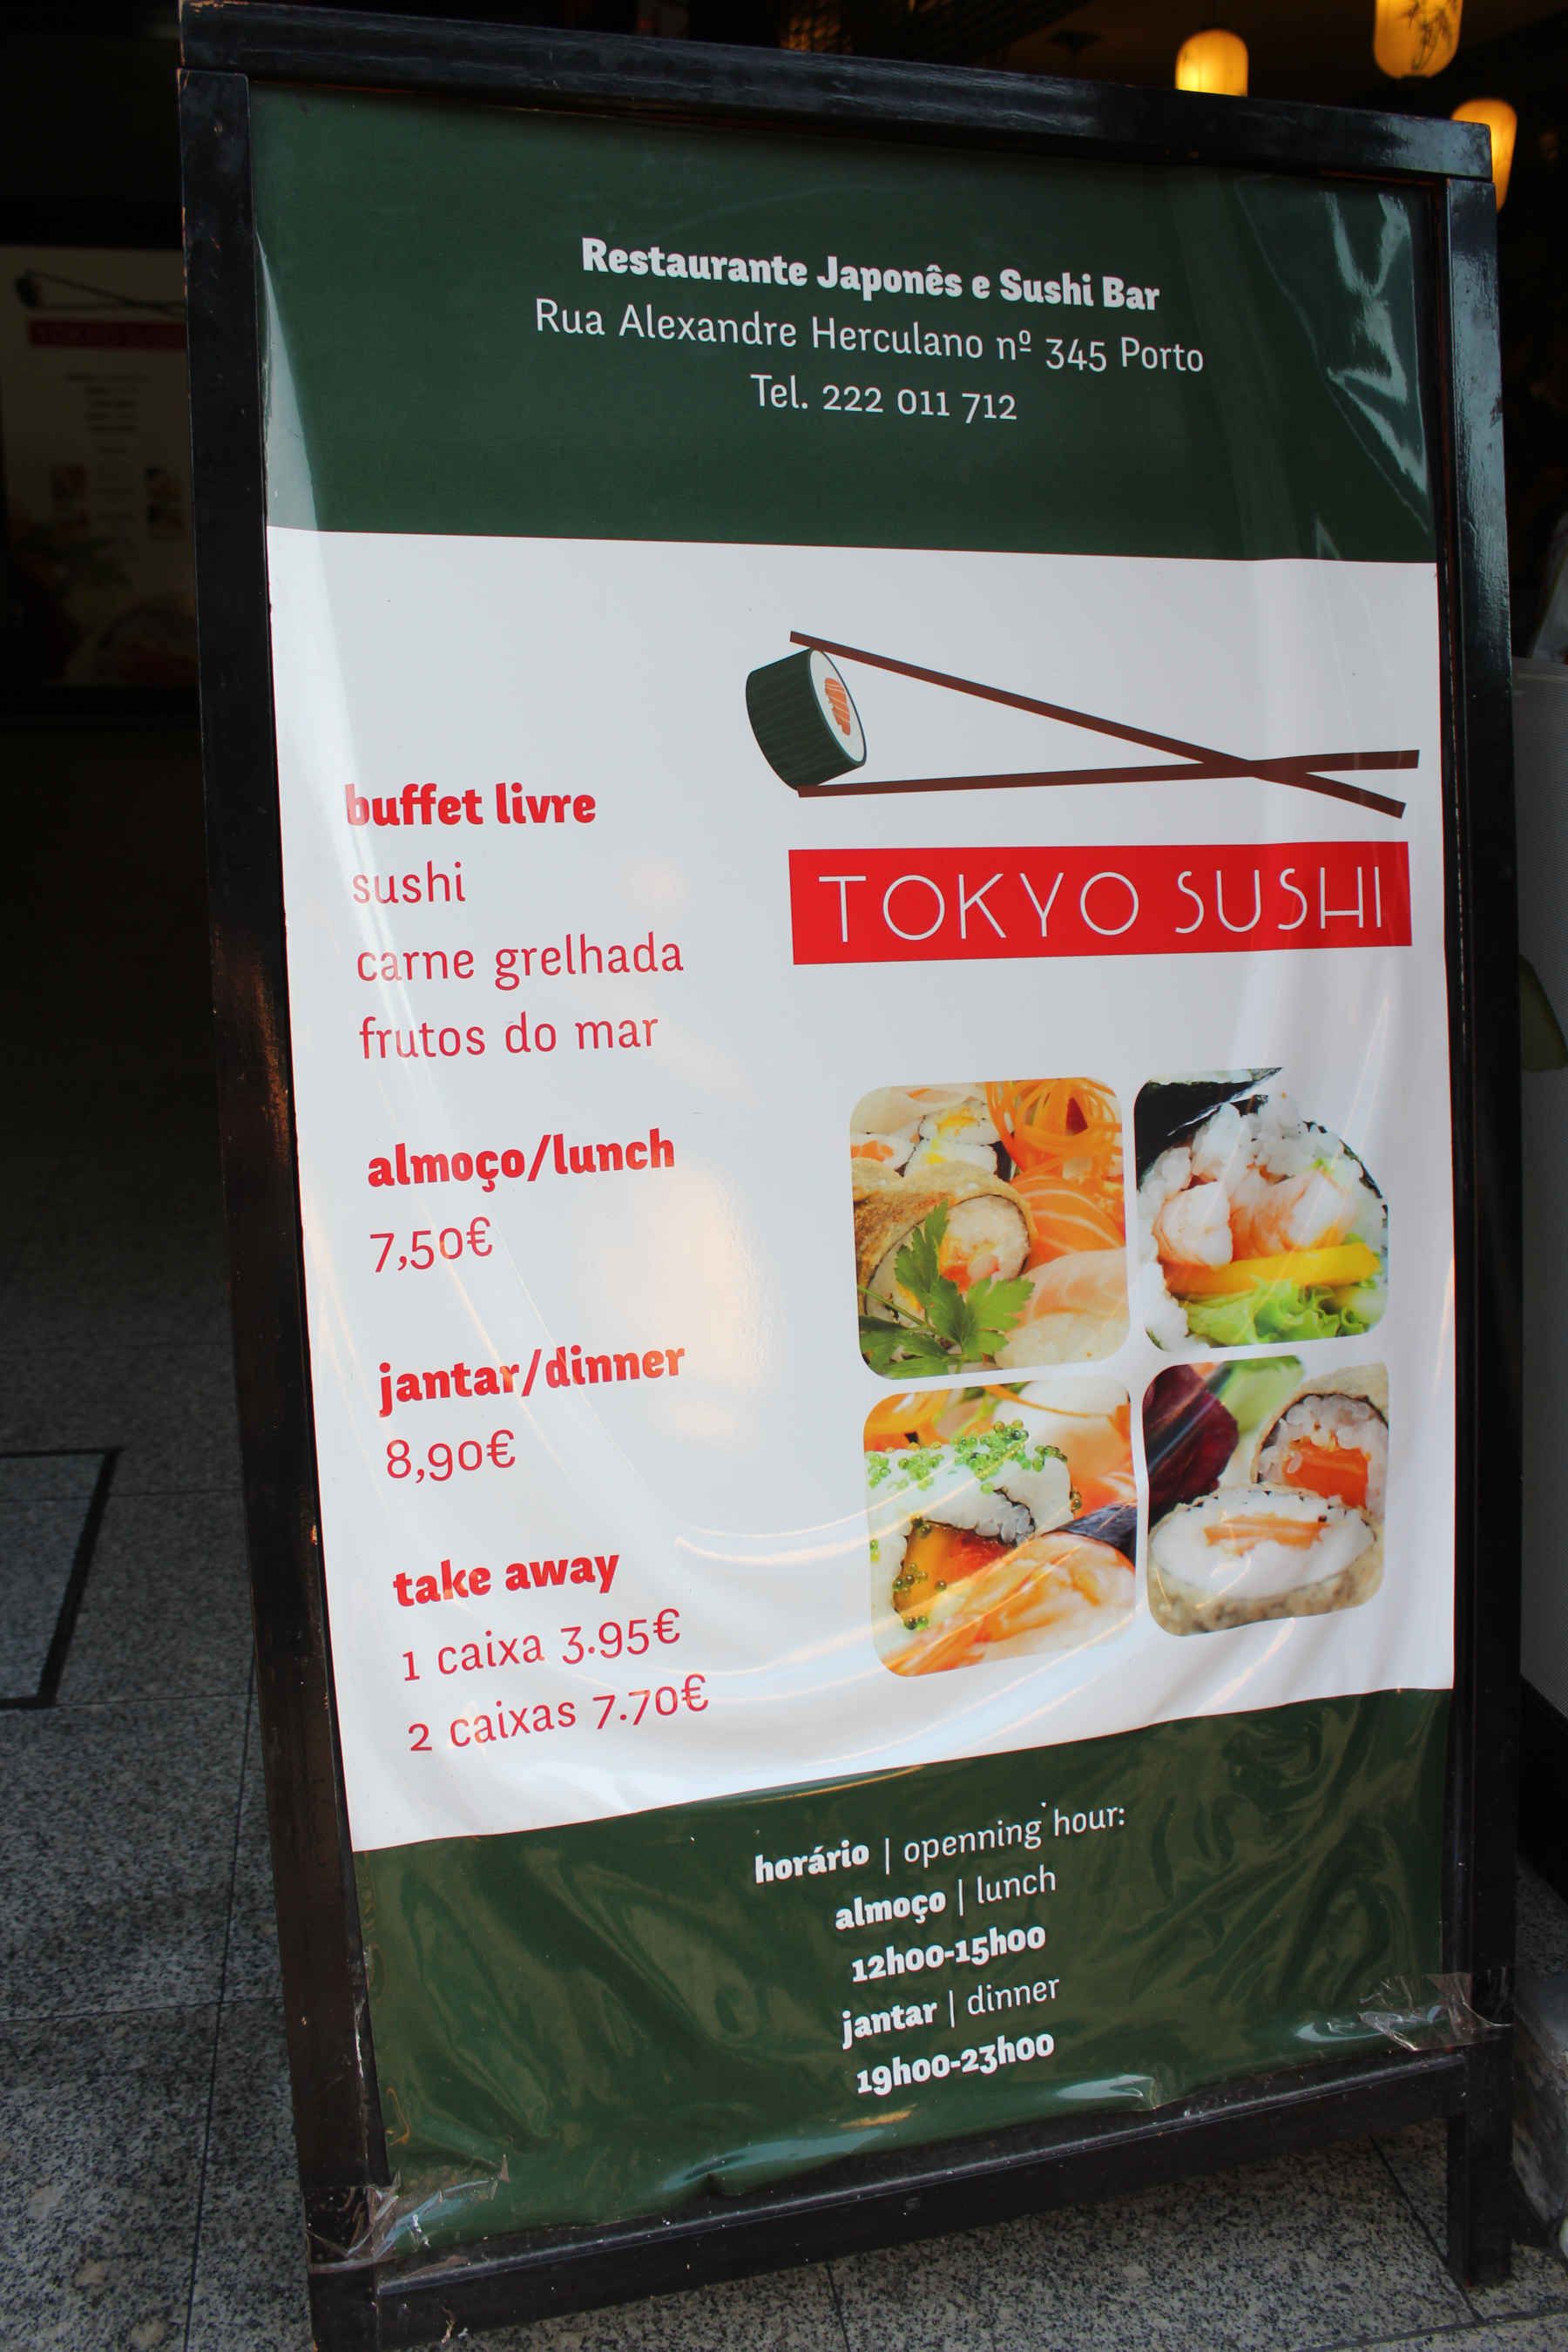 Restaurante Japonês e Sushi Bar
Rua Alexandre Herculano nº 345 Porto
Tel. 222 011 712
TOKYO SUSHI
buffet livre
sushi
carne grelhada
frutos do mar
almoço/lunch
7,50€
jantar/dinner
8,90€
take away
1 caixa 3.95€
2 caixas 7.70€
horário | openning hour:
almoço | lunch
12h00-15h00
jantar | dinner
19h00-23h00